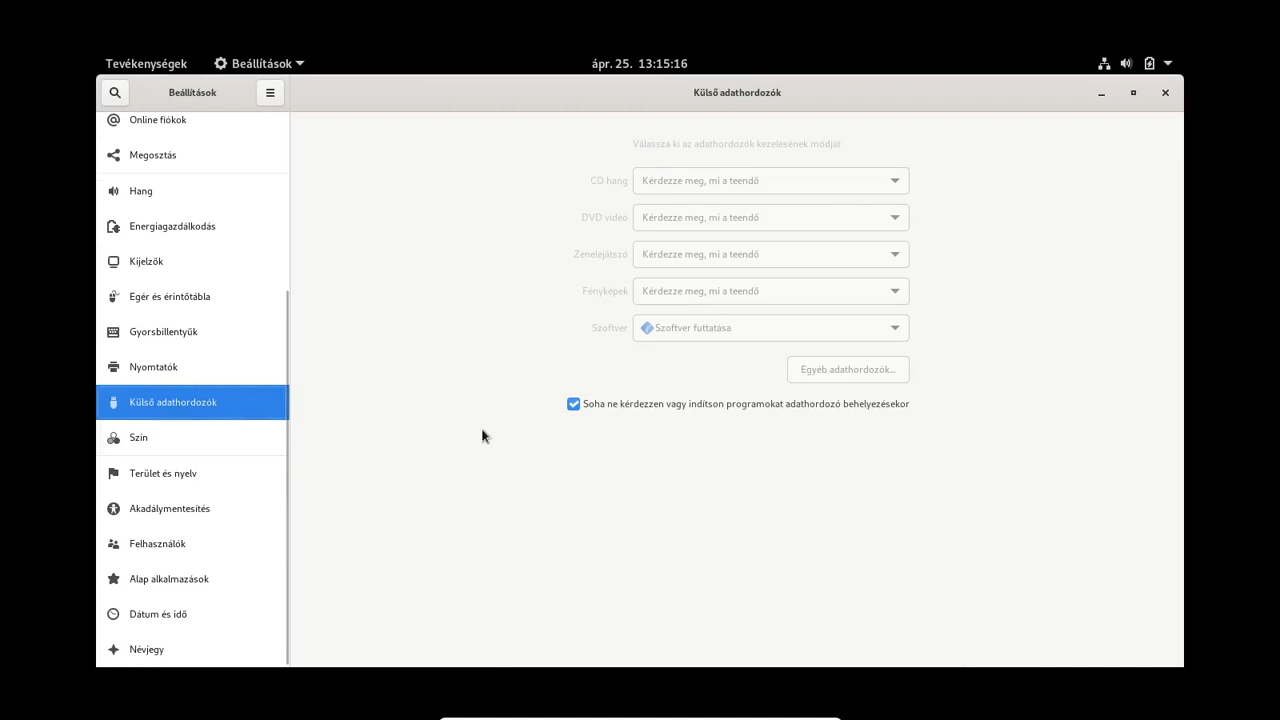 Tevékenységek
Beállítások
ápr. 25.  13:15:16
Beállítások
Külső adathordozók
Online fiókok
Megosztás
Hang
Energiagazdálkodás
Kijelzők
Egér és érintőtábla
Gyorsbillentyűk
Nyomtatók
Külső adathordozók
Szín
Terület és nyelv
Akadálymentesítés
Felhasználók
Alap alkalmazások
Dátum és idő
Névjegy
Válassza ki az adathordozók kezelésének módját
CD hang Kérdezze meg, mi a teendő
DVD videó Kérdezze meg, mi a teendő
Zenelejátszó Kérdezze meg, mi a teendő
Fényképek Kérdezze meg, mi a teendő
Szoftver Szoftver futtatása
Egyéb adathordozók...
Soha ne kérdezzen vagy indítson programokat adathordozó behelyezésekor